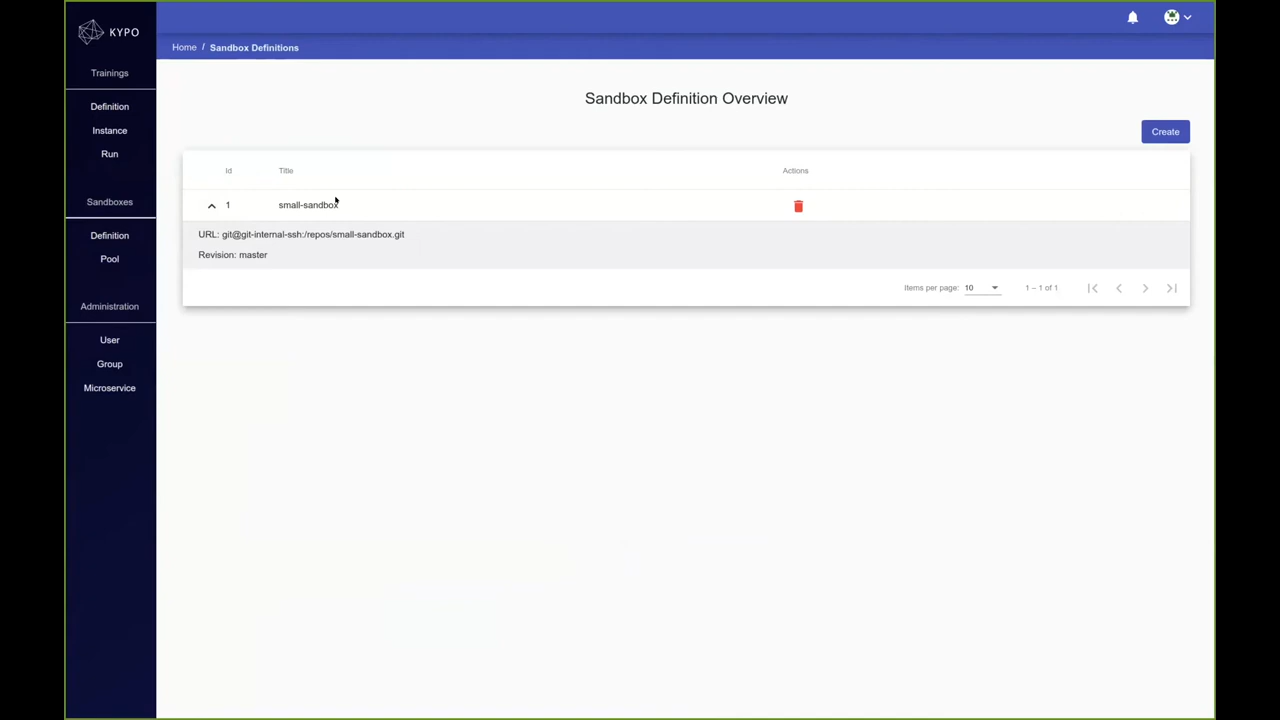 KYPO
Trainings
Definition
Instance
Run
Sandboxes
Definition
Pool
Administration
User
Group
Microservice
Home / Sandbox Definitions
Sandbox Definition Overview
Create
Id Title Actions
1 small-sandbox
URL: git@git-internal-ssh:/repos/small-sandbox.git
Revision: master
Items per page: 10 1 – 1 of 1